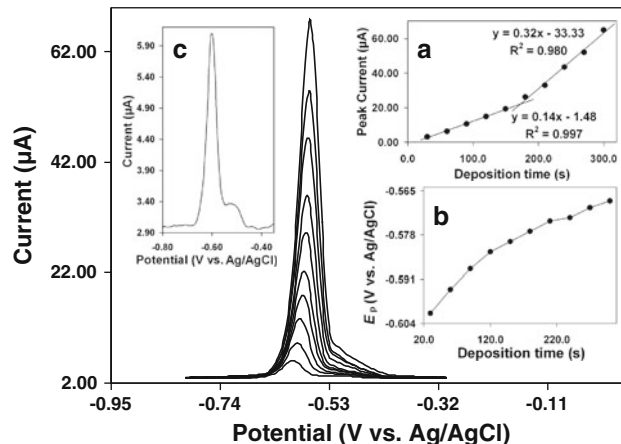 Current (µA)
62.00
42.00
22.00
2.00
-0.95
-0.74
-0.53
-0.32
-0.11
Potential (V vs. Ag/AgCl)
c
Current (µA)
5.90
5.40
4.90
4.40
3.90
3.40
2.90
-0.80
-0.60
-0.40
Potential (V vs. Ag/AgCl)
a
y = 0.32x - 33.33
R² = 0.980
y = 0.14x - 1.48
R² = 0.997
Peak Current (µA)
60.00
40.00
20.00
0.00
0.0
100.0
200.0
300.0
Deposition time (s)
b
Ep (V vs. Ag/AgCl)
-0.565
-0.578
-0.591
-0.604
20.0
120.0
220.0
Deposition time (s)